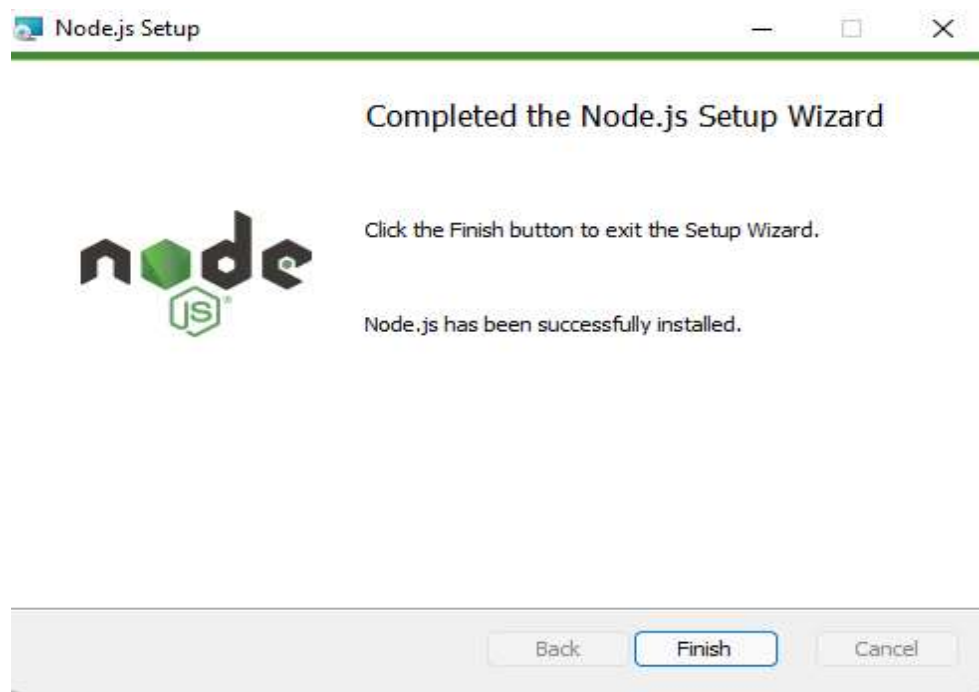 Node.js Setup
Completed the Node.js Setup Wizard
Click the Finish button to exit the Setup Wizard.
node
JS®
Node.js has been successfully installed.
Back Finish Cancel